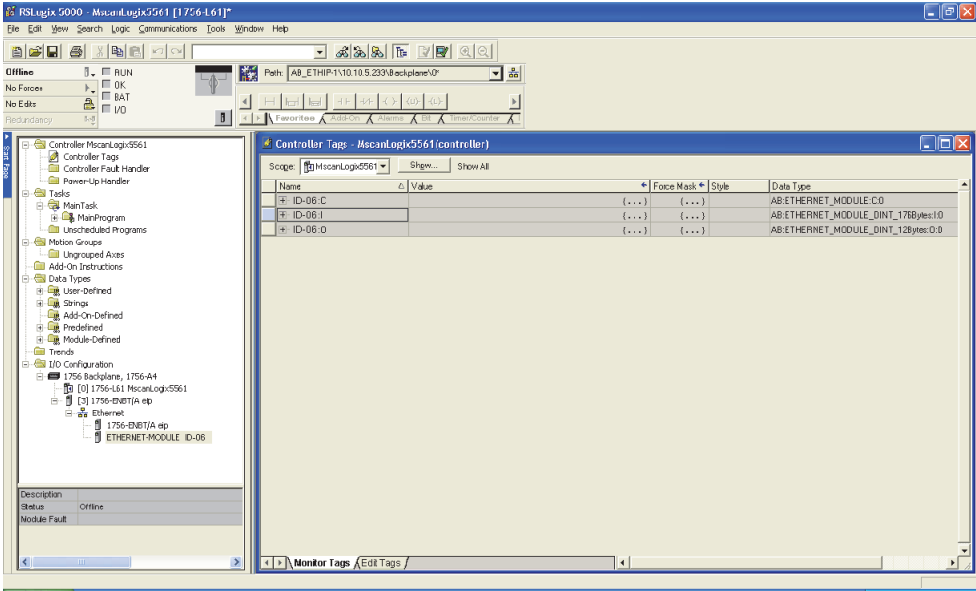 RSLogix 5000 - MscanLogix5561 [1756-L61]*
File Edit View Search Logic Communications Tools Window Help
Offline RUN
No Forces OK
No Edits BAT
Redundancy I/O
Path: AB_ETHIP-1\10.10.5.233\Backplane\0*
Favorites Add-On Alarms Bit Timer/Counter
Start Page
Controller MscanLogix5561
Controller Tags
Controller Fault Handler
Power-Up Handler
Tasks
MainTask
MainProgram
Unscheduled Programs
Motion Groups
Ungrouped Axes
Add-On Instructions
Data Types
User-Defined
Strings
Add-On-Defined
Predefined
Module-Defined
Trends
I/O Configuration
1756 Backplane, 1756-A4
[0] 1756-L61 MscanLogix5561
[3] 1756-ENBT/A eip
Ethernet
1756-ENBT/A eip
ETHERNET-MODULE ID-06
Description
Status Offline
Module Fault
Controller Tags - MscanLogix5561(controller)
Scope: MscanLogix5561 Show... Show All
Name Value Force Mask Style Data Type
ID-06:C {...} {...} AB:ETHERNET_MODULE:C:0
ID-06:I {...} {...} AB:ETHERNET_MODULE_DINT_176Bytes:I:0
ID-06:O {...} {...} AB:ETHERNET_MODULE_DINT_128Bytes:O:0
Monitor Tags Edit Tags